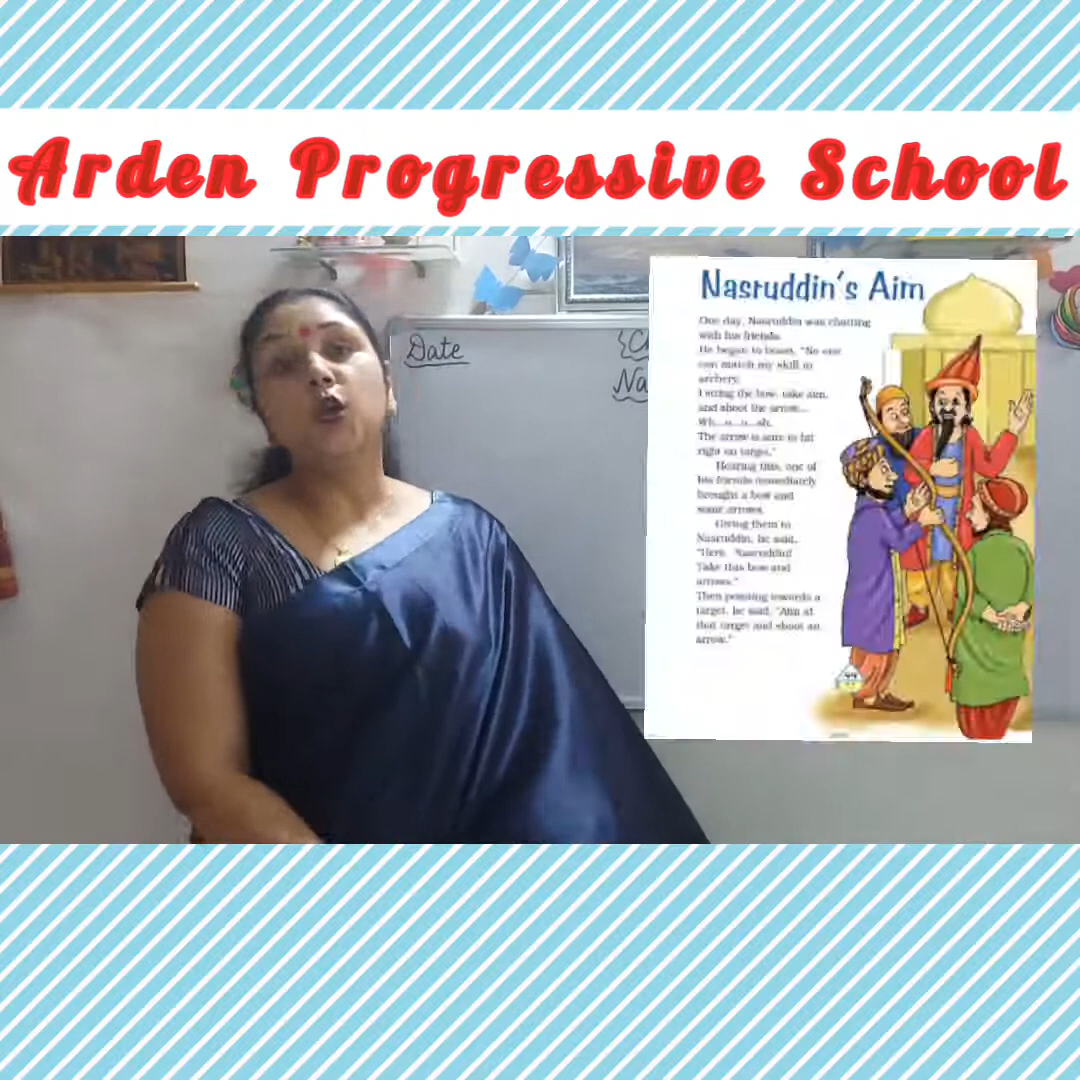 Arden Progressive School
Date
Nasruddin's Aim
One day, Nasruddin was chatting
with his friends.
He began to boast, "No one
can match my skill in
archery.
I string the bow, take aim,
and shoot the arrow...
Wh...o...o...sh.
The arrow is sure to hit
right on target."
Hearing this, one of
his friends immediately
brought a bow and
some arrows.
Giving them to
Nasruddin, he said,
"Here, Nasruddin!
Take this bow and
arrows."
Then pointing towards a
target, he said, "Aim at
that target and shoot an
arrow."